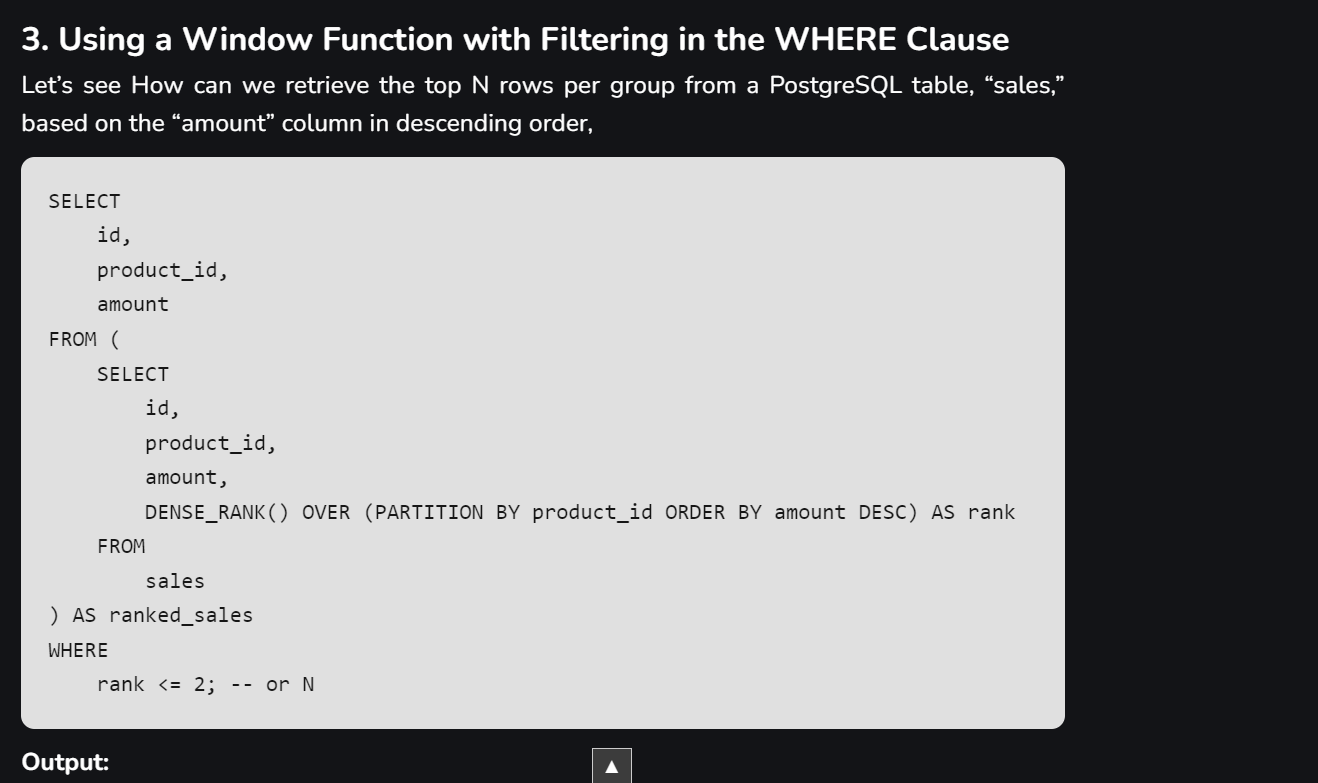 3. Using a Window Function with Filtering in the WHERE Clause
Let’s see How can we retrieve the top N rows per group from a PostgreSQL table, “sales,”
based on the “amount” column in descending order,
SELECT
    id,
    product_id,
    amount
FROM (
    SELECT
        id,
        product_id,
        amount,
        DENSE_RANK() OVER (PARTITION BY product_id ORDER BY amount DESC) AS rank
    FROM
        sales
) AS ranked_sales
WHERE
    rank <= 2; -- or N
Output: